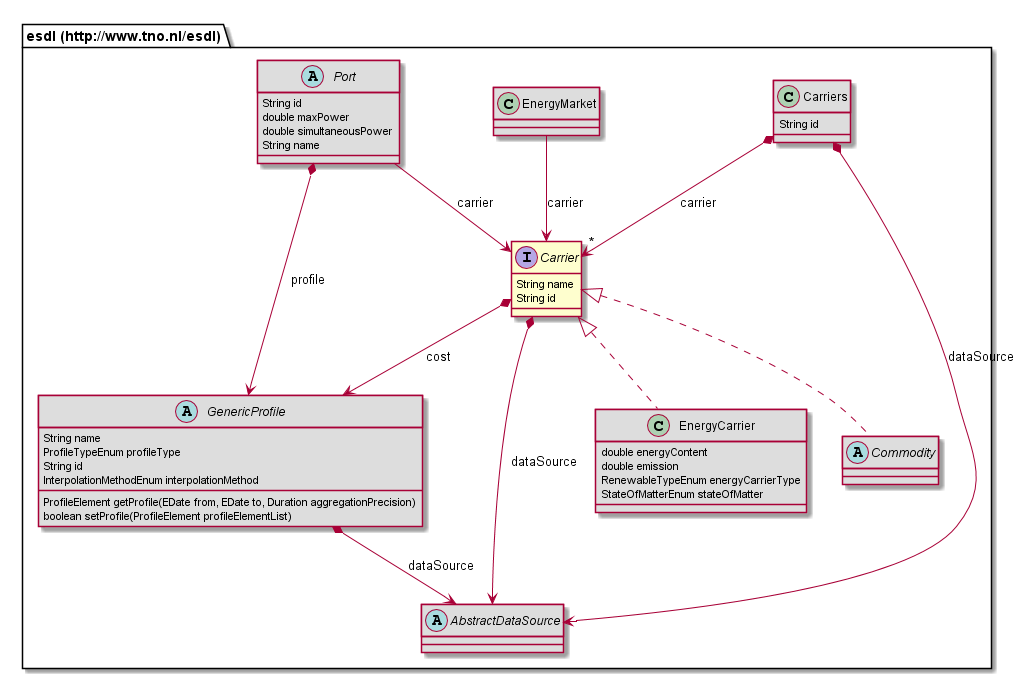 esdl (http://www.tno.nl/esdl)
A Port
String id
double maxPower
double simultaneousPower
String name
C EnergyMarket
C Carriers
String id
carrier
carrier
carrier
*
I Carrier
String name
String id
profile
cost
dataSource
A GenericProfile
String name
ProfileTypeEnum profileType
String id
InterpolationMethodEnum interpolationMethod
ProfileElement getProfile(EDate from, EDate to, Duration aggregationPrecision)
boolean setProfile(ProfileElement profileElementList)
C EnergyCarrier
double energyContent
double emission
RenewableTypeEnum energyCarrierType
StateOfMatterEnum stateOfMatter
A Commodity
dataSource
dataSource
A AbstractDataSource